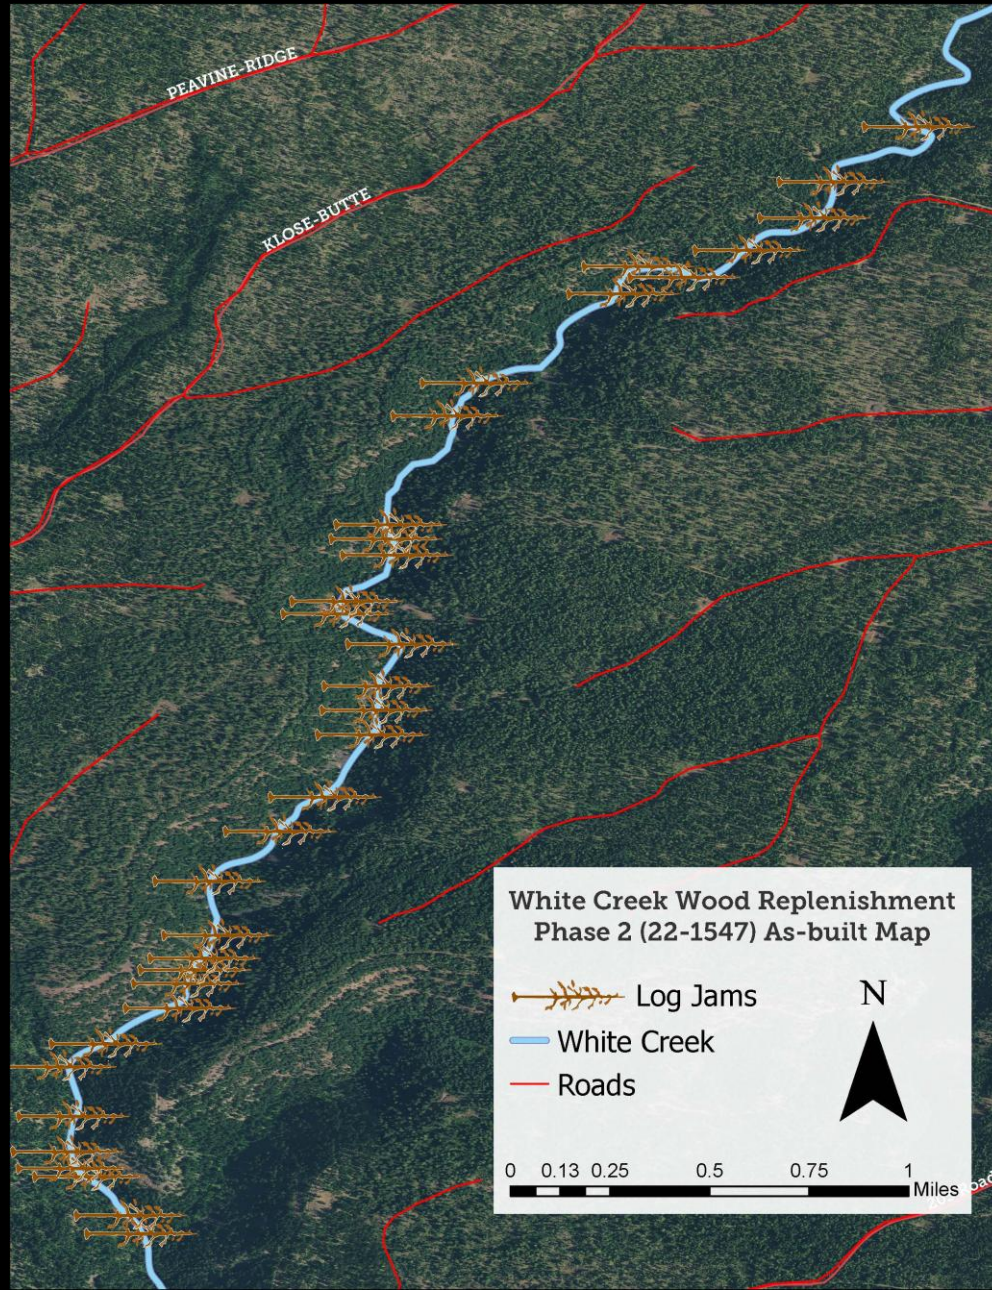 PEAVINE-RIDGE
KLOSE-BUTTE
White Creek Wood Replenishment
Phase 2 (22-1547) As-built Map
Log Jams
N
White Creek
Roads
0 0.13 0.25 0.5 0.75 1
Miles
Road